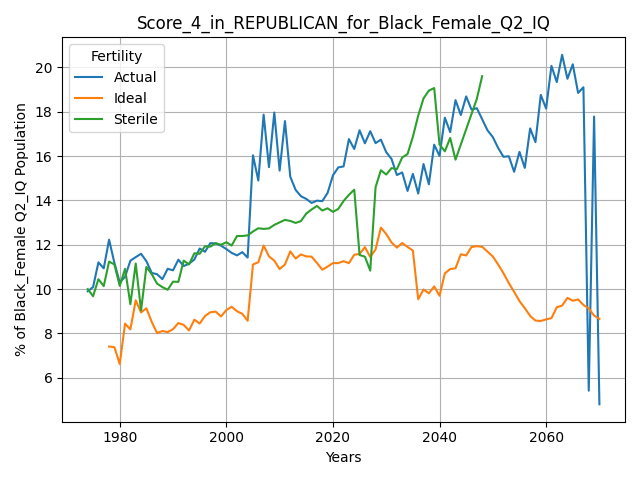 Score_4_in_REPUBLICAN_for_Black_Female_Q2_IQ
Fertility
Actual
Ideal
Sterile
% of Black_Female Q2_IQ Population
20
18
16
14
12
10
8
6
1980
2000
2020
2040
2060
Years